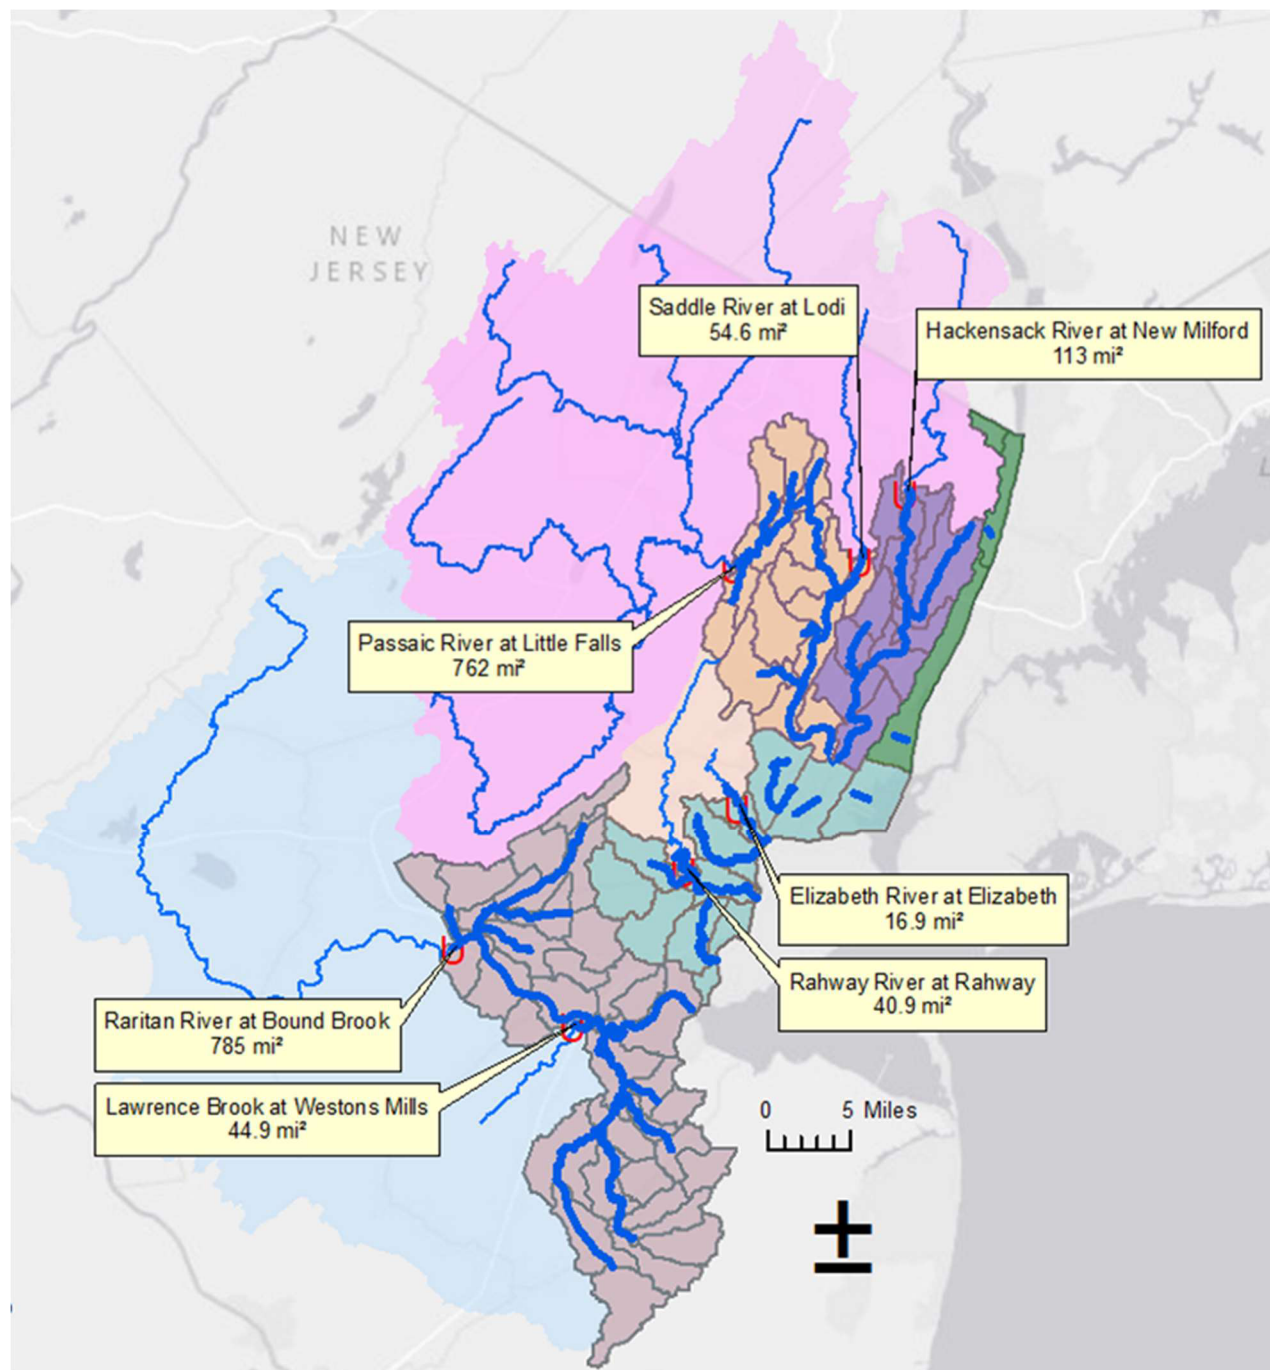 NEW
JERSEY
Saddle River at Lodi
54.6 mi²
Hackensack River at New Milford
113 mi²
Passaic River at Little Falls
762 mi²
Elizabeth River at Elizabeth
16.9 mi²
Rahway River at Rahway
40.9 mi²
Raritan River at Bound Brook
785 mi²
Lawrence Brook at Westons Mills
44.9 mi²
0 5 Miles